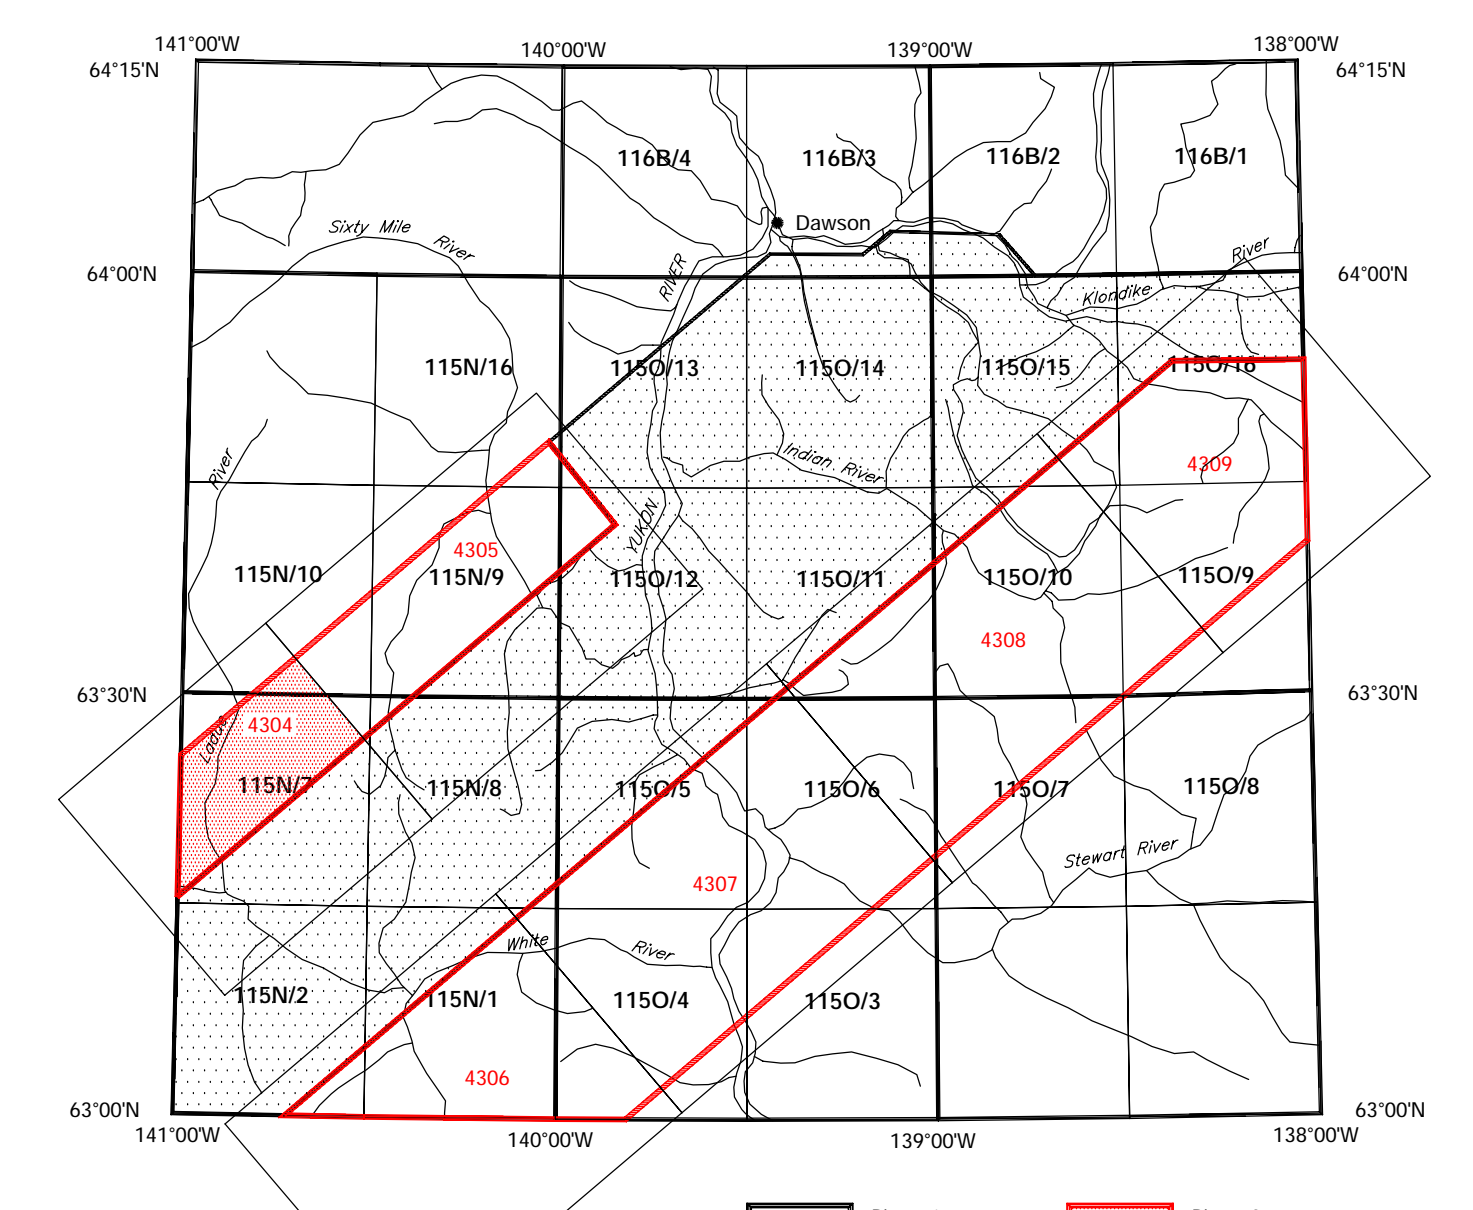 141°00'W
140°00'W
139°00'W
138°00'W
64°15'N
64°15'N
116B/4
116B/3
116B/2
116B/1
Sixty Mile River
Dawson
RIVER
River
64°00'N
64°00'N
Klondike
115N/16
115O/13
115O/14
115O/15
115O/16
River
Indian River
4309
YUKON
4305
115N/10
115N/9
115O/12
115O/11
115O/10
115O/9
4308
63°30'N
63°30'N
Ladue
4304
115N/7
115N/8
115O/5
115O/6
115O/7
115O/8
Stewart River
4307
White River
115N/2
115N/1
115O/4
115O/3
4306
63°00'N
63°00'N
141°00'W
140°00'W
139°00'W
138°00'W